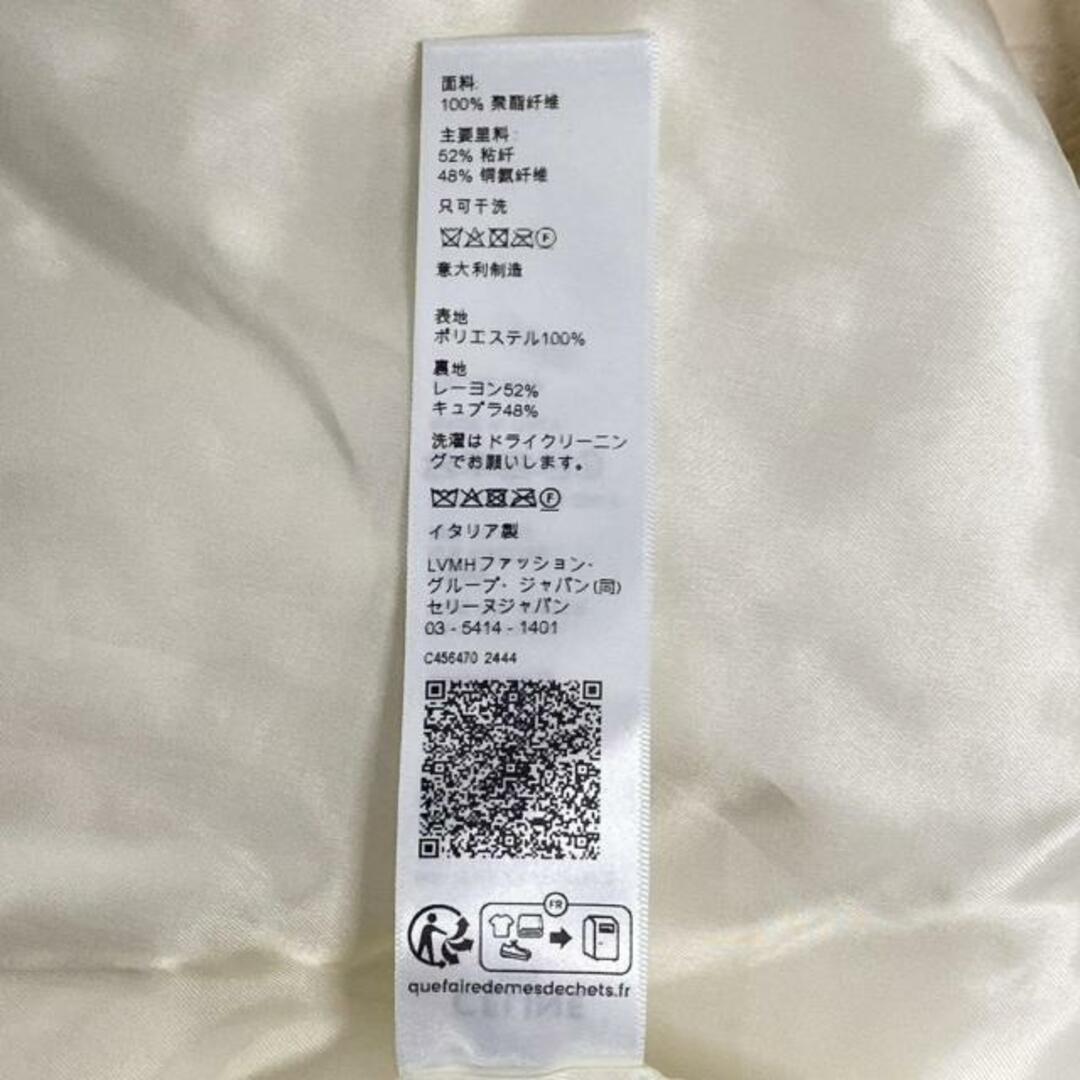 面料:
100% 聚酯纤维
主要里料:
52% 粘纤
48% 铜氨纤维
只可干洗
F
意大利制造
表地
ポリエステル100%
裏地
レーヨン52%
キュプラ48%
洗濯はドライクリーニン
グでお願いします。
F
イタリア製
LVMHファッション・
グループ・ジャパン(同)
セリーヌジャパン
03 - 5414 - 1401
C456470 2444
FR
quefairedemesdechets.fr